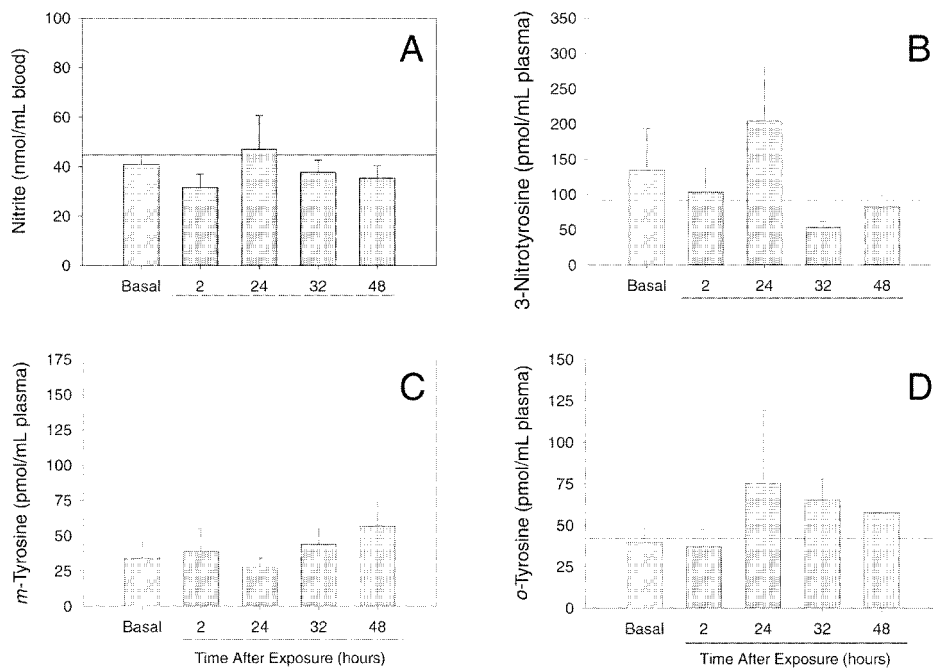 A
Nitrite (nmol/mL blood)
100
80
60
40
20
0
Basal 2 24 32 48
B
3-Nitrotyrosine (pmol/mL plasma)
350
300
250
200
150
100
50
0
Basal 2 24 32 48
C
m-Tyrosine (pmol/mL plasma)
175
150
125
100
75
50
25
0
Basal 2 24 32 48
Time After Exposure (hours)
D
o-Tyrosine (pmol/mL plasma)
150
125
100
75
50
25
0
Basal 2 24 32 48
Time After Exposure (hours)